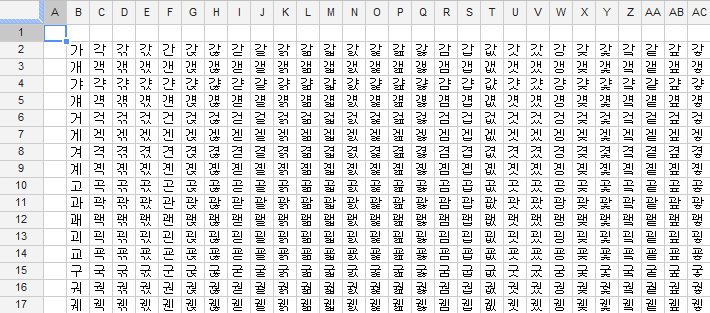 A B C D E F G H I J K L M N O P Q R S T U V W X Y Z AA AB AC
1
2 가 각 갂 갃 간 갅 갆 갇 갈 갉 갊 갋 갌 갍 갎 갏 감 갑 값 갓 갔 강 갖 갗 갘 같 갚 갛
3 개 객 갞 갟 갠 갡 갢 갣 갤 갥 갦 갧 갨 갩 갪 갫 갬 갭 갮 갯 갰 갱 갲 갳 갴 갵 갶 갷
4 갸 갹 갺 갻 갼 갽 갾 갿 걀 걁 걂 걃 걄 걅 걆 걇 걈 걉 걊 걋 걌 걍 걎 걏 걐 걑 걒 걓
5 걔 걕 걖 걗 걘 걙 걚 걛 걜 걝 걞 걟 걠 걡 걢 걣 걤 걥 걦 걧 걨 걩 걪 걫 걬 걭 걮 걯
6 거 걱 걲 걳 건 걵 걶 걷 걸 걹 걺 걻 걼 걽 걾 걿 검 겁 겂 것 겄 겅 겆 겇 겈 겉 겊 겋
7 게 겍 겎 겏 겐 겑 겒 겓 겔 겕 겖 겗 겘 겙 겚 겛 겜 겝 겞 겟 겠 겡 겢 겣 겤 겥 겦 겧
8 겨 격 겪 겫 견 겭 겮 겯 결 겱 겲 겳 겴 겵 겶 겷 겸 겹 겺 겻 겼 경 겾 겿 곀 곁 곂 곃
9 계 곅 곆 곇 곈 곉 곊 곋 곌 곍 곎 곏 곐 곑 곒 곓 곔 곕 곖 곗 곘 곙 곚 곛 곜 곝 곞 곟
10 고 곡 곢 곣 곤 곥 곦 곧 골 곩 곪 곫 곬 곭 곮 곯 곰 곱 곲 곳 곴 공 곶 곷 곸 곹 곺 곻
11 과 곽 곾 곿 관 괁 괂 괃 괄 괅 괆 괇 괈 괉 괊 괋 괌 괍 괎 괏 괐 광 괒 괓 괔 괕 괖 괗
12 괘 괙 괚 괛 괜 괝 괞 괟 괠 괡 괢 괣 괤 괥 괦 괧 괨 괩 괪 괫 괬 괭 괮 괯 괰 괱 괲 괳
13 괴 괵 괶 괷 괸 괹 괺 괻 괼 괽 괾 괿 굀 굁 굂 굃 굄 굅 굆 굇 굈 굉 굊 굋 굌 굍 굎 굏
14 교 굑 굒 굓 굔 굕 굖 굗 굘 굙 굚 굛 굜 굝 굞 굟 굠 굡 굢 굣 굤 굥 굦 굧 굨 굩 굪 굫
15 구 국 굮 굯 군 굱 굲 굳 굴 굵 굶 굷 굸 굹 굺 굻 굼 굽 굾 굿 궀 궁 궂 궃 궄 궅 궆 궇
16 궈 궉 궊 궋 권 궍 궎 궏 궐 궑 궒 궓 궔 궕 궖 궗 궘 궙 궚 궛 궜 궝 궞 궟 궠 궡 궢 궣
17 궤 궥 궦 궧 궨 궩 궪 궫 궬 궭 궮 궯 궰 궱 궲 궳 궴 궵 궶 궷 궸 궹 궺 궻 궼 궽 궾 궿